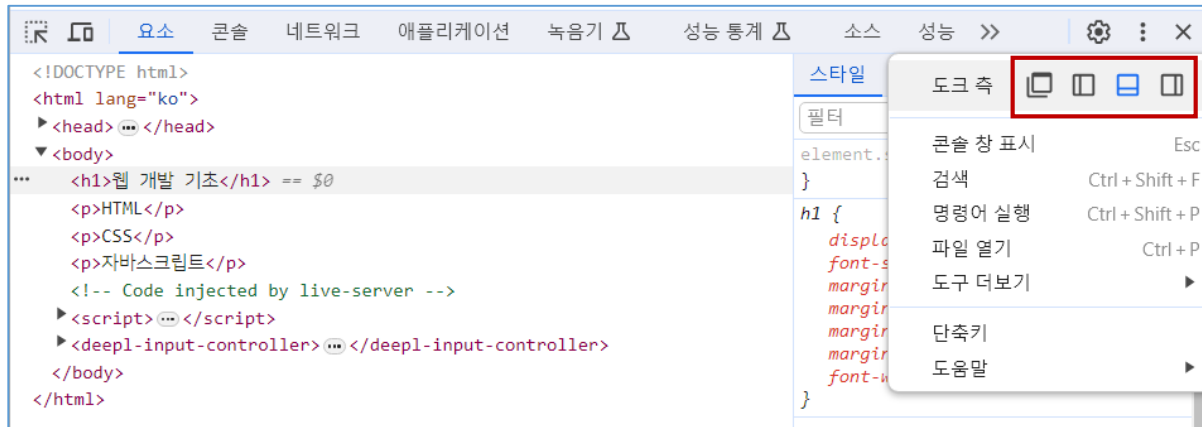 요소 콘솔 네트워크 애플리케이션 녹음기 성능 통계 소스 성능
<!DOCTYPE html>
<html lang="ko">
<head> ••• </head>
<body>
••• <h1>웹 개발 기초</h1> == $0
<p>HTML</p>
<p>CSS</p>
<p>자바스크립트</p>
<!-- Code injected by live-server -->
<script> ••• </script>
<deepl-input-controller> ••• </deepl-input-controller>
</body>
</html>
스타일
필터
element.s
}
h1 {
font-s
margin
margin
margin
margin
font-w
}
도크 측
콘솔 창 표시 Esc
검색 Ctrl + Shift + F
명령어 실행 Ctrl + Shift + P
파일 열기 Ctrl + P
도구 더보기
단축키
도움말